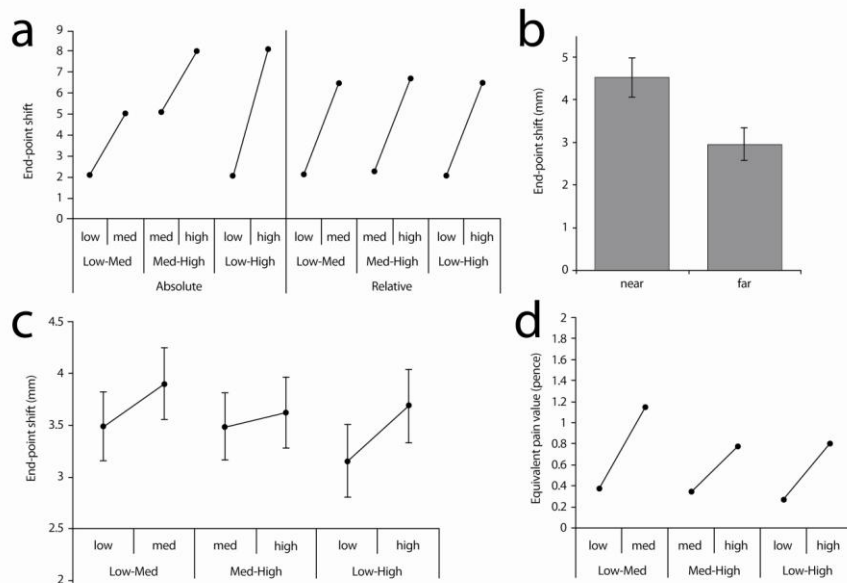 a
End-point shift
9
8
7
6
5
4
3
2
1
0
low med med high low high low med med high low high
Low-Med Med-High Low-High Low-Med Med-High Low-High
Absolute Relative
b
End-point shift (mm)
5
4
3
2
1
0
near far
c
End-point shift (mm)
4.5
4
3.5
3
2.5
2
low med med high low high
Low-Med Med-High Low-High
d
Equivalent pain value (pence)
2
1.8
1.6
1.4
1.2
1
0.8
0.6
0.4
0.2
0
low med med high low high
Low-Med Med-High Low-High